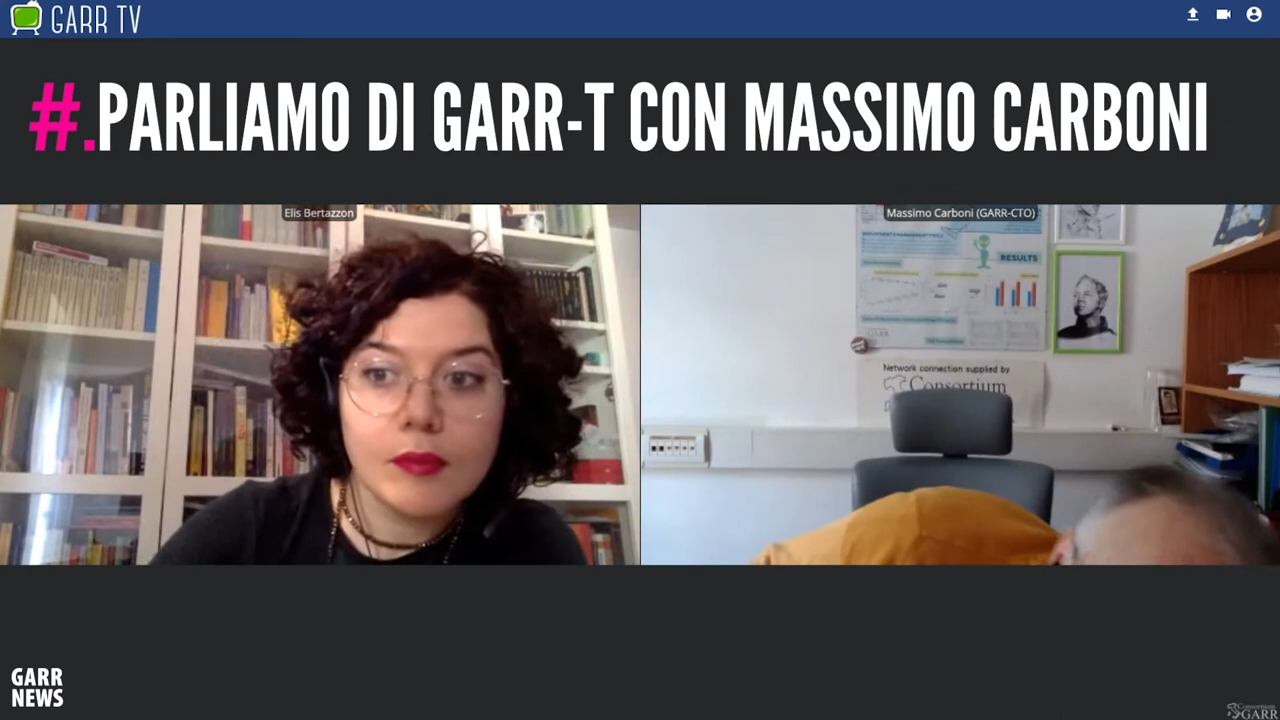 GARR TV
#.PARLIAMO DI GARR-T CON MASSIMO CARBONI
Elis Bertazzon
Massimo Carboni (GARR-CTO)
RESULTS
GARR
Network connection supplied by
Consortium
GARR
NEWS
Consortium
GARR